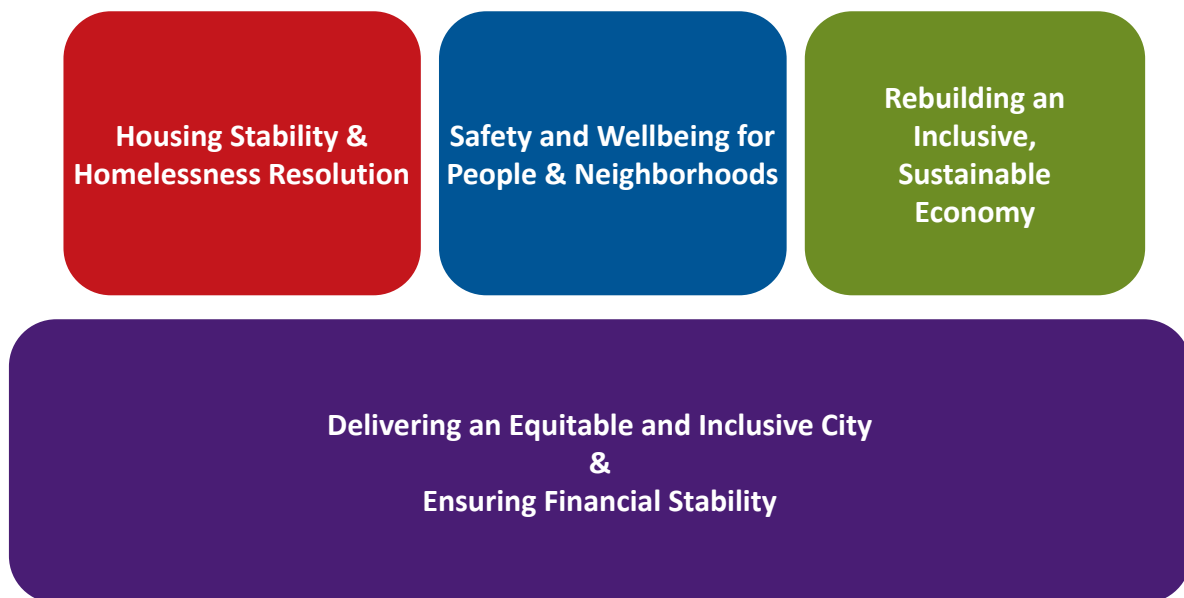 Housing Stability &
Homelessness Resolution
Safety and Wellbeing for
People & Neighborhoods
Rebuilding an
Inclusive,
Sustainable
Economy
Delivering an Equitable and Inclusive City
&
Ensuring Financial Stability